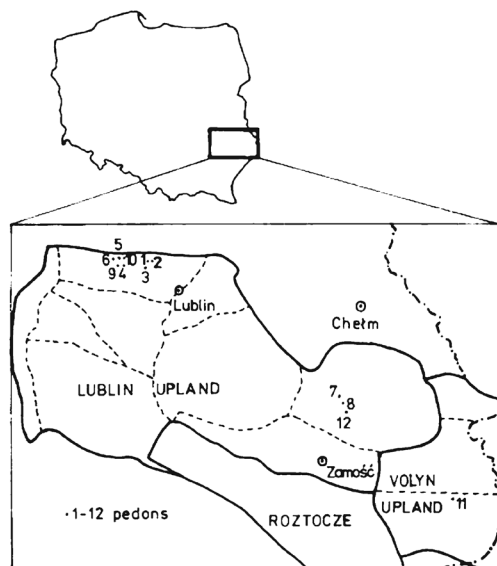 5
6 10 1 2
9 4 3
Lublin
Chełm
7
8
12
LUBLIN UPLAND
Zamość
VOLYN
UPLAND 11
ROZTOCZE
·1-12 pedons